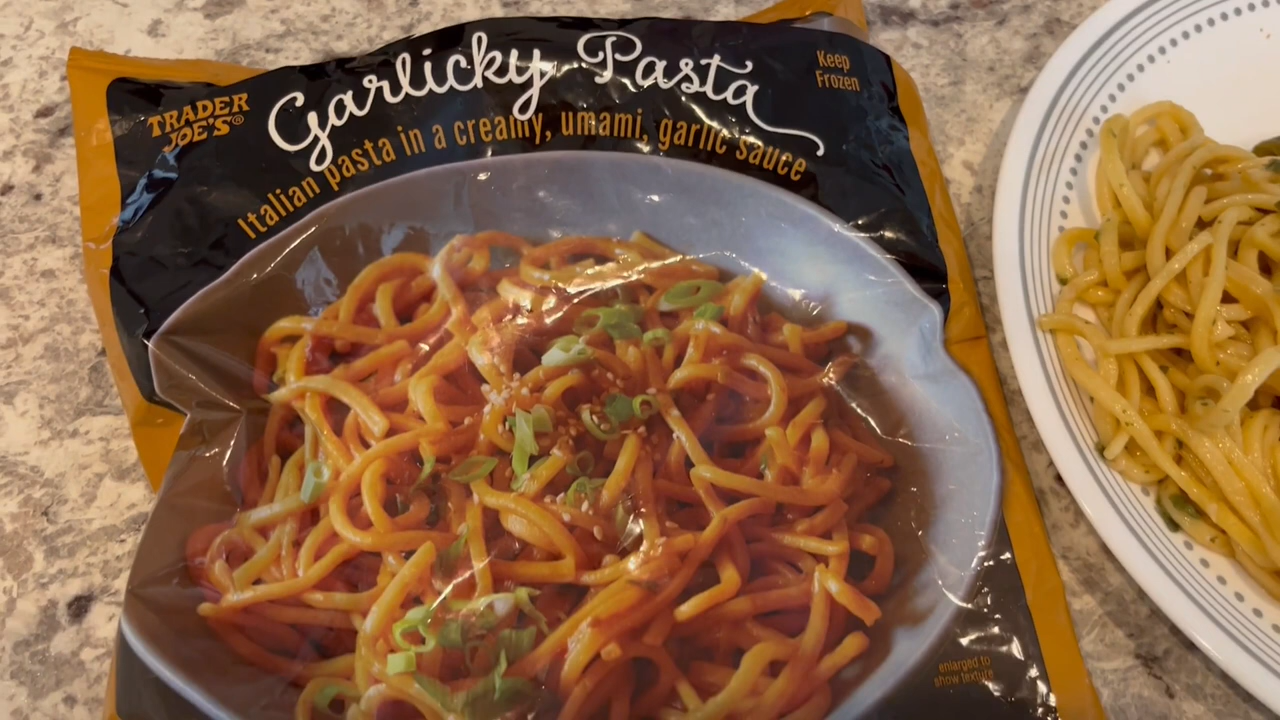 TRADER
JOE'S®
Garlicky Pasta
Keep
Frozen
Italian pasta in a creamy, umami, garlic sauce
enlarged to
show texture